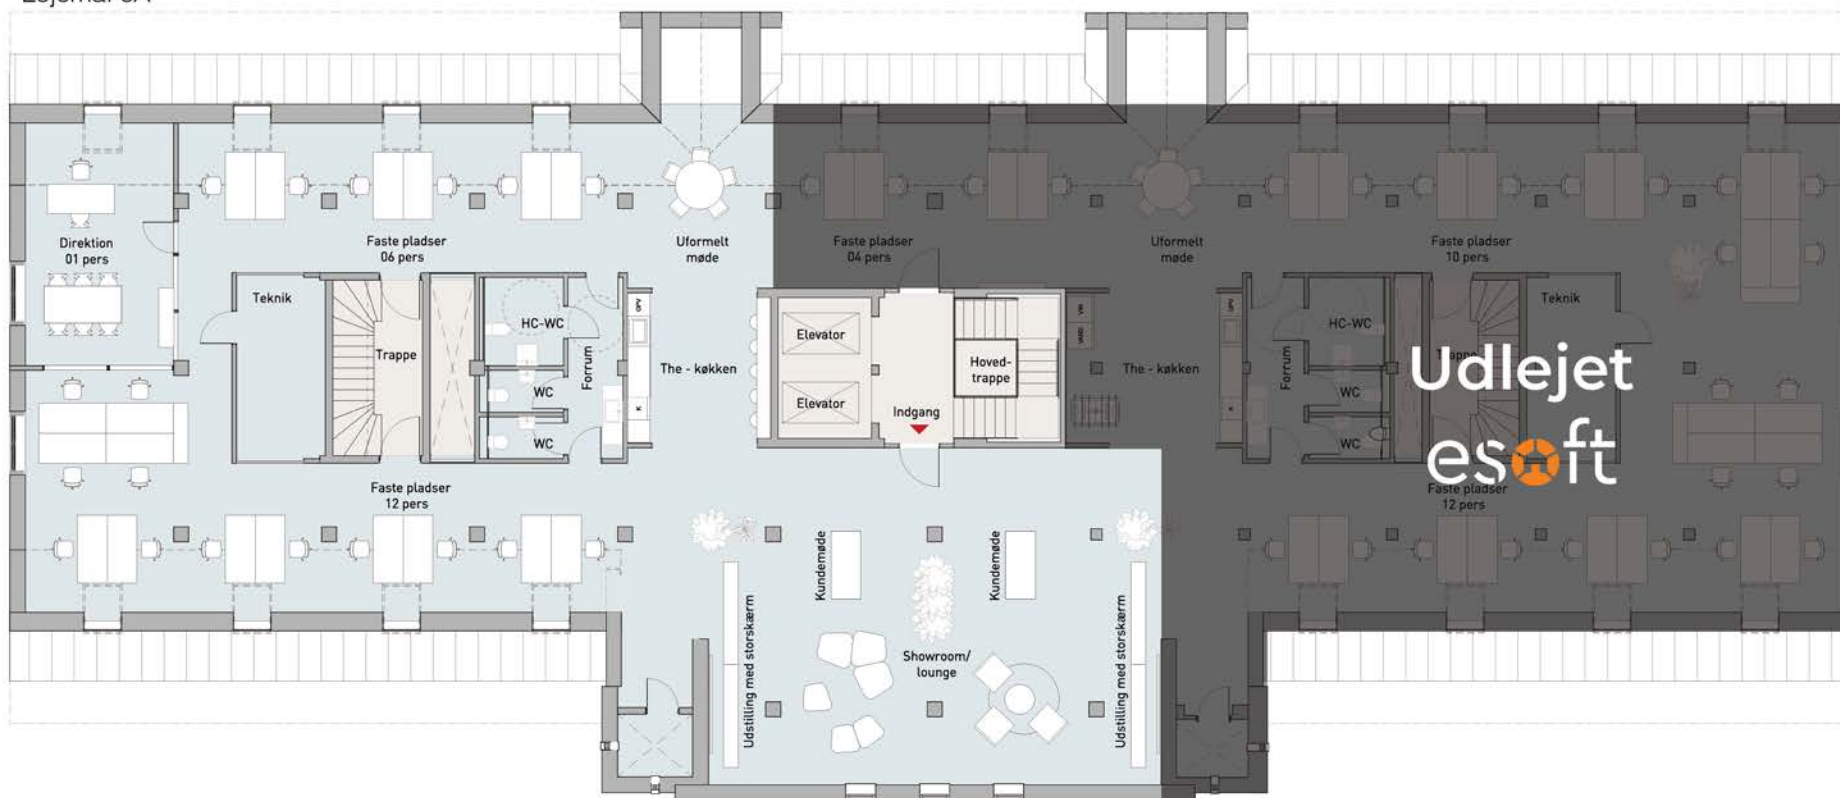 Direktion
01 pers
Faste pladser
06 pers
Uformelt
møde
Faste pladser
04 pers
Uformelt
møde
Faste pladser
10 pers
Teknik
Trappe
HC-WC
WC
WC
Forrum
OPV
K
The - køkken
Elevator
Elevator
Indgang
Hoved-
trappe
The - køkken
OPV
K
Forrum
HC-WC
WC
WC
Trappe
Teknik
Udlejet
esoft
Faste pladser
12 pers
Faste pladser
12 pers
Kundemøde
Kundemøde
Udstilling med storskærm
Showroom/
lounge
Udstilling med storskærm